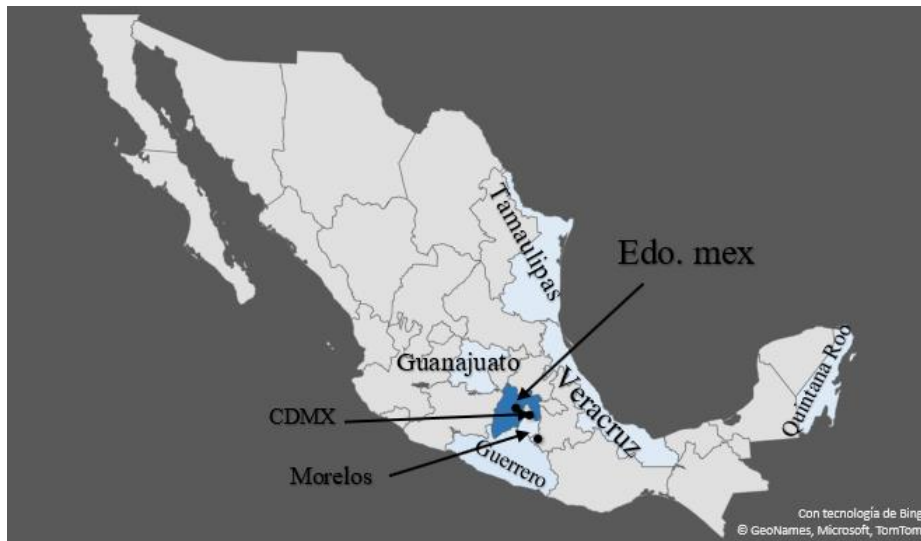 Tamaulipas
Edo. mex
Guanajuato
Veracruz
Quintana Roo
CDMX
Guerrero
Morelos
Con tecnología de Bing
© GeoNames, Microsoft, TomTom